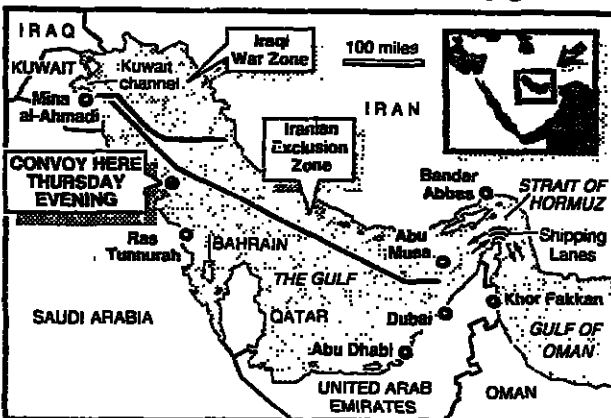 IRAQ
KUWAIT
Kuwait
channel
Iraqi
War Zone
100 miles
Mina
al-Ahmadi
IRAN
CONVOY HERE
THURSDAY
EVENING
Iranian
Exclusion
Zone
Bandar
Abbas
STRAIT OF
HORMUZ
Shipping
Lanes
Ras
Tunnurah
BAHRAIN
Abu
Musa
THE GULF
SAUDI ARABIA
QATAR
Dubai
Khor Fakkan
Abu Dhabi
GULF OF
OMAN
UNITED ARAB
EMIRATES
OMAN